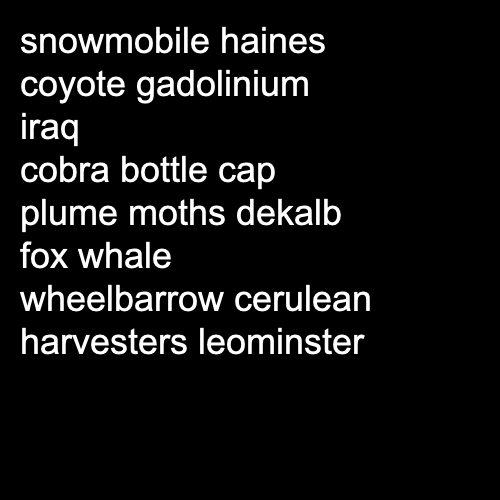 snowmobile haines
coyote gadolinium
iraq
cobra bottle cap
plume moths dekalb
fox whale
wheelbarrow cerulean
harvesters leominster